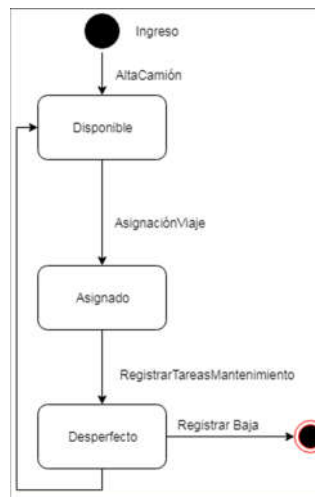 Ingreso
AltaCamión
Disponible
AsignaciónViaje
Asignado
RegistrarTareasMantenimiento
Desperfecto
Registrar Baja